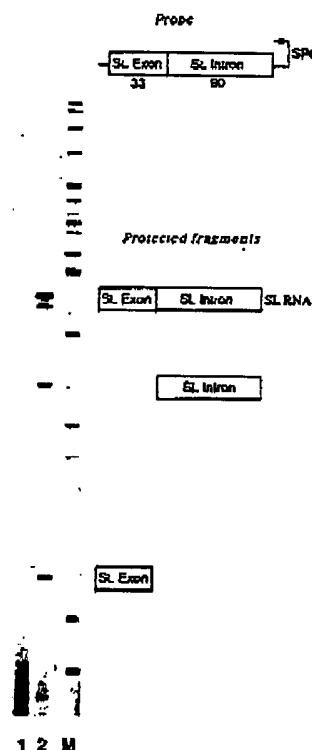 Probe
SL Exon SL Intron SP6
33 90
Protected fragments
SL Exon SL Intron SL RNA
SL Intron
SL Exon
1 2 M